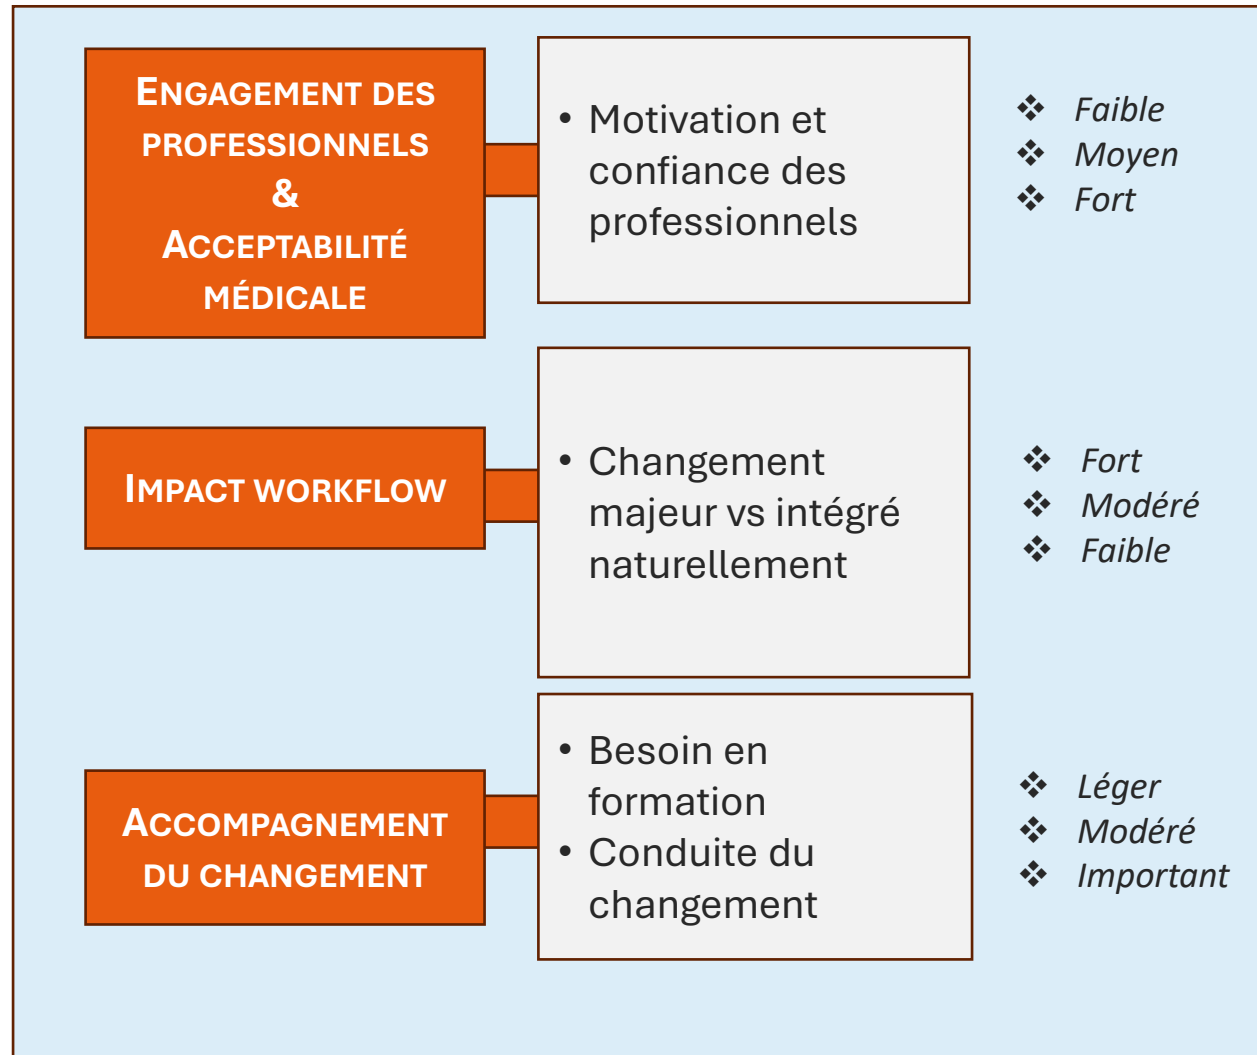 ENGAGEMENT DES
PROFESSIONNELS
&
ACCEPTABILITÉ
MÉDICALE
• Motivation et
confiance des
professionnels
❖ Faible
❖ Moyen
❖ Fort
IMPACT WORKFLOW
• Changement
majeur vs intégré
naturellement
❖ Fort
❖ Modéré
❖ Faible
ACCOMPAGNEMENT
DU CHANGEMENT
• Besoin en
formation
• Conduite du
changement
❖ Léger
❖ Modéré
❖ Important